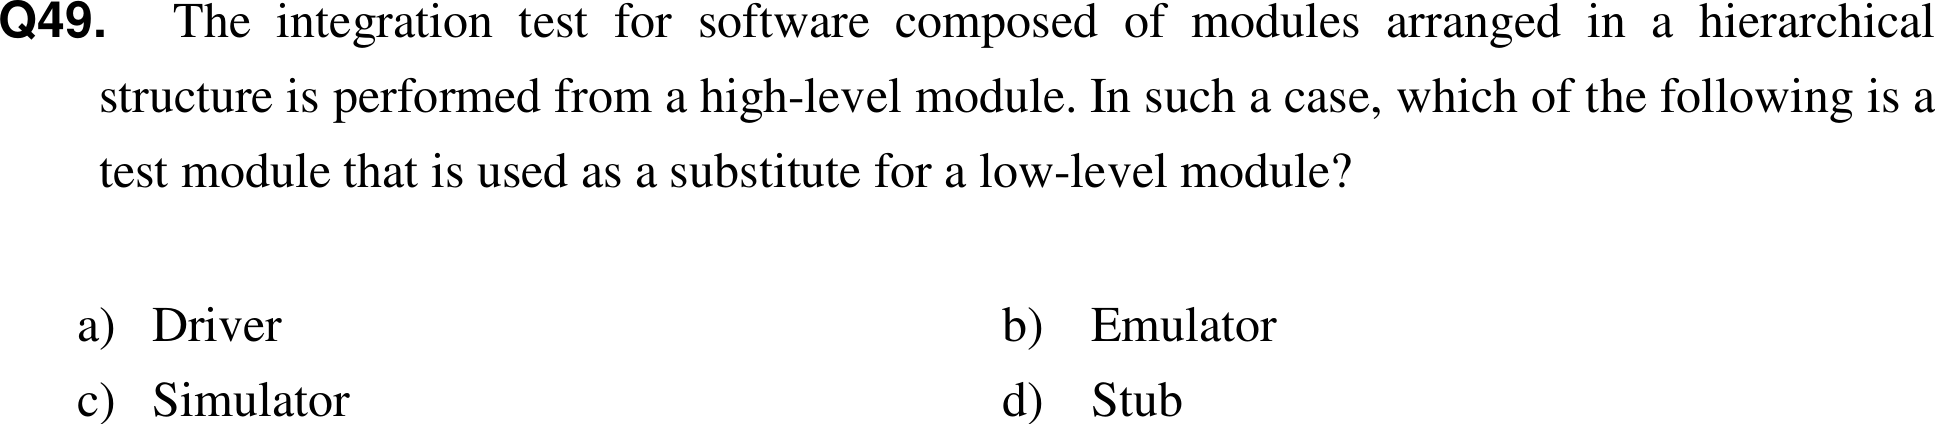 Q49. The integration test for software composed of modules arranged in a hierarchical
structure is performed from a high-level module. In such a case, which of the following is a
test module that is used as a substitute for a low-level module?
a) Driver b) Emulator
c) Simulator d) Stub